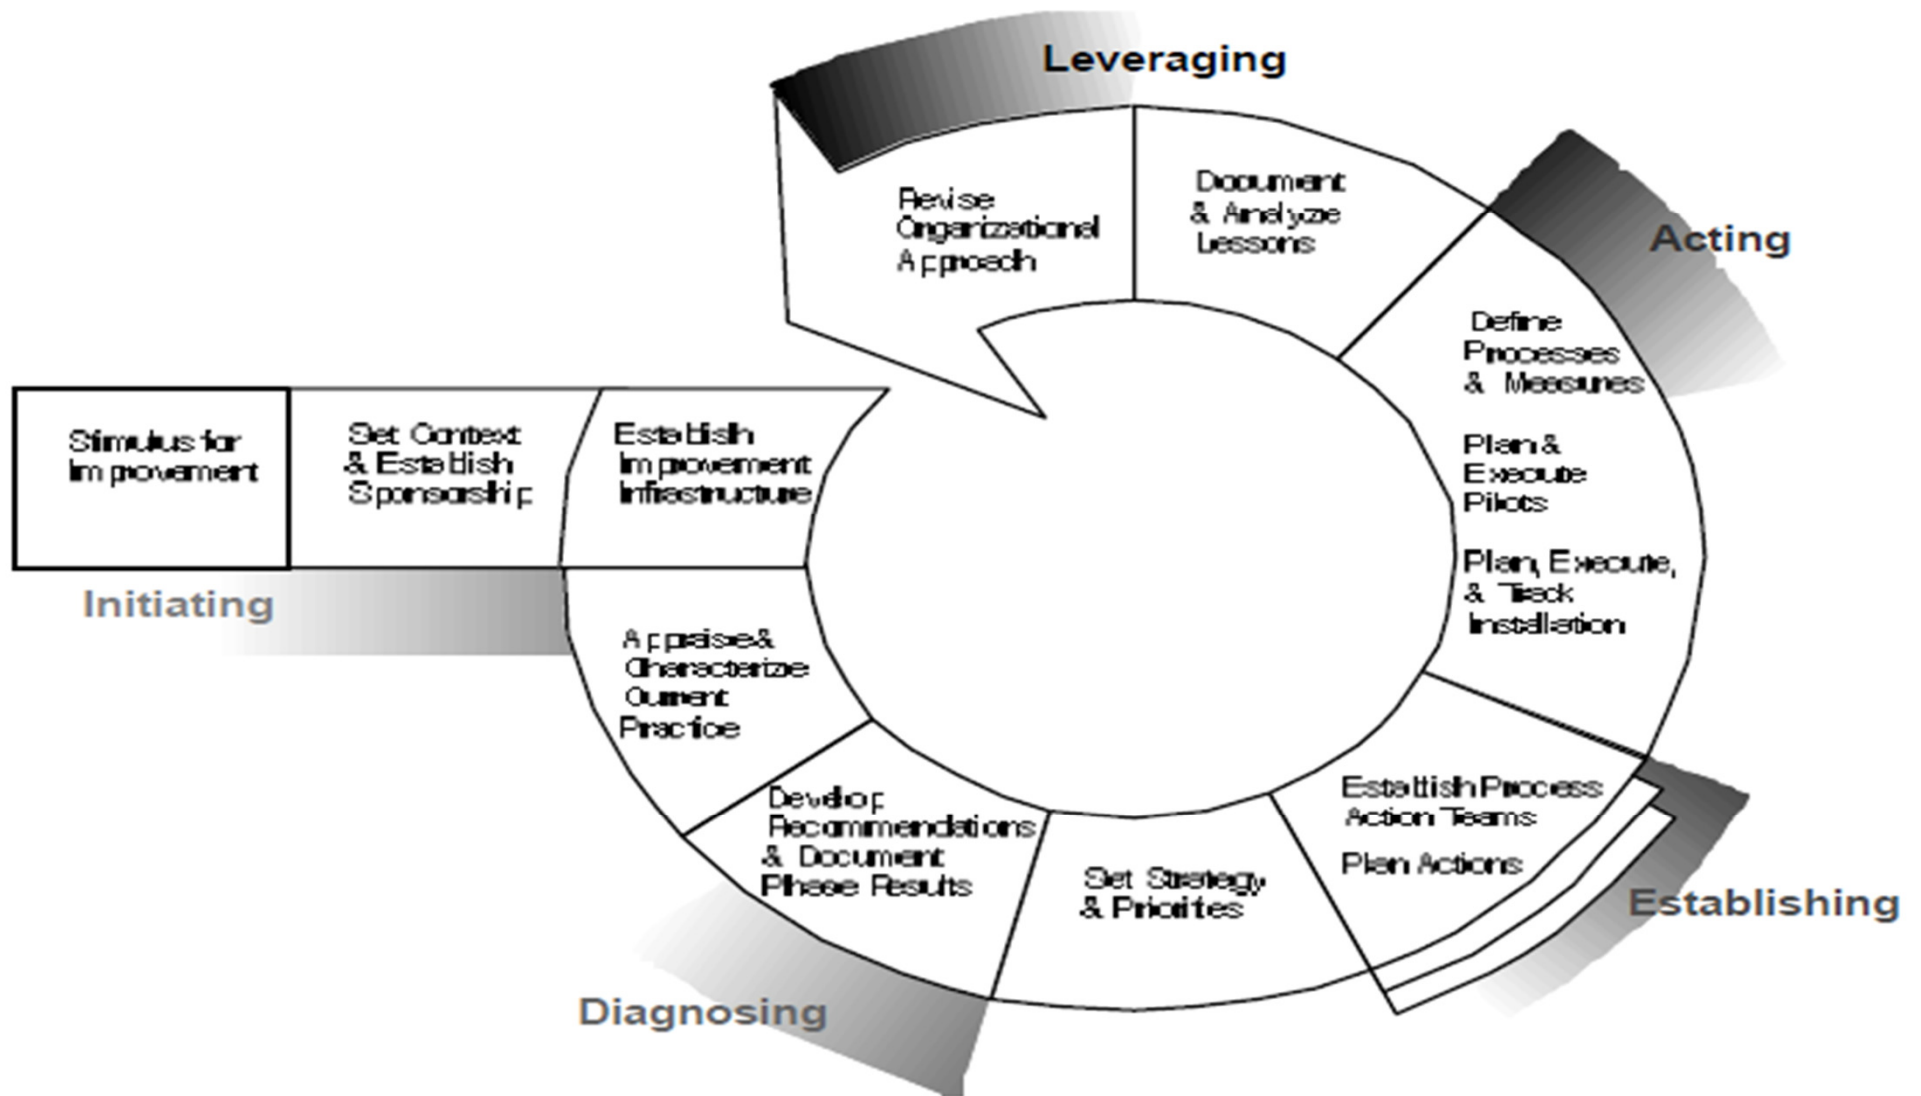 Leveraging
Revise
Organizational
Approach
Document
& Analyze
Lessons
Acting
Define
Processes
& Measures
Plan &
Execute
Pilots
Plan, Execute,
& Track
Installation
Stimulus for
Improvement
Set Context
& Establish
Sponsorship
Establish
Improvement
Infrastructure
Initiating
Appraise &
Characterize
Current
Practice
Develop
Recommendations
& Document
Phase Results
Diagnosing
Set Strategy
& Priorities
Establish Process
Action Teams
Plan Actions
Establishing